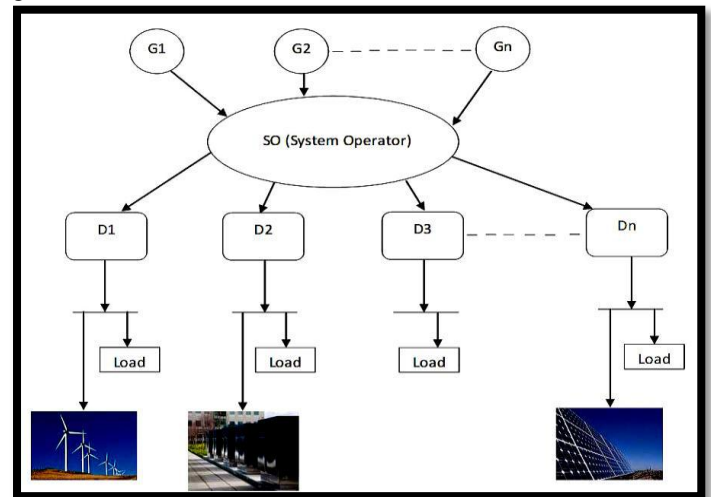 G1
G2
Gn
SO (System Operator)
D1
D2
D3
Dn
Load
Load
Load
Load